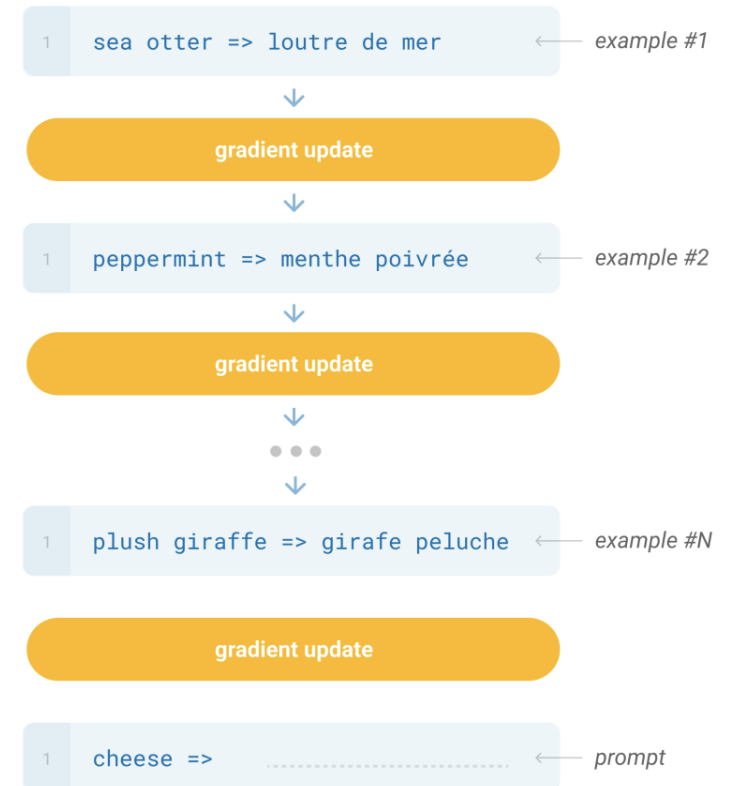 1 sea otter => loutre de mer example #1
gradient update
1 peppermint => menthe poivrée example #2
gradient update
1 plush giraffe => girafe peluche example #N
gradient update
1 cheese => prompt